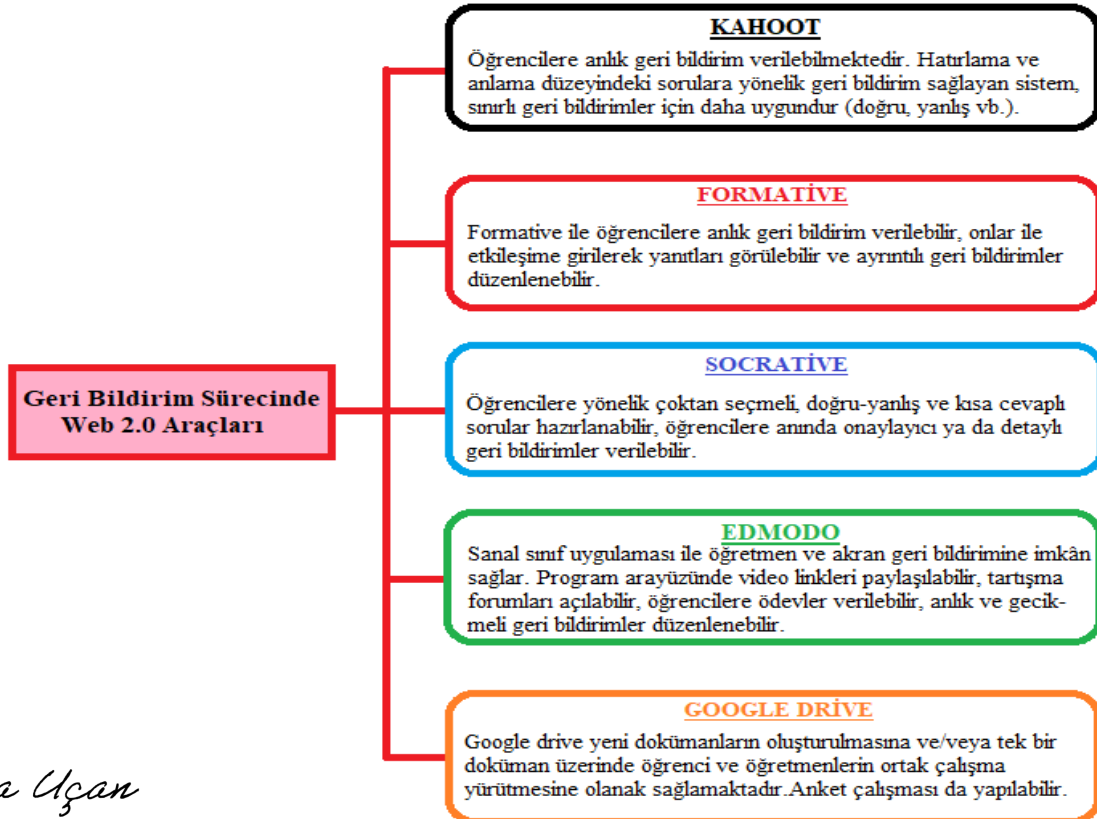 KAHOOT
Öğrencilere anlık geri bildirim verilebilmektedir. Hatırlama ve
anlama düzeyindeki sorulara yönelik geri bildirim sağlayan sistem,
sınırlı geri bildirimler için daha uygundur (doğru, yanlış vb.).
FORMATİVE
Formative ile öğrencilere anlık geri bildirim verilebilir, onlar ile
etkileşime girilerek yanıtları görülebilir ve ayrıntılı geri bildirimler
düzenlenebilir.
SOCRATİVE
Öğrencilere yönelik çoktan seçmeli, doğru-yanlış ve kısa cevaplı
sorular hazırlanabilir, öğrencilere anında onaylayıcı ya da detaylı
geri bildirimler verilebilir.
Geri Bildirim Sürecinde
Web 2.0 Araçları
EDMODO
Sanal sınıf uygulaması ile öğretmen ve akran geri bildirimine imkân
sağlar. Program arayüzünde video linkleri paylaşılabilir, tartışma
forumları açılabilir, öğrencilere ödevler verilebilir, anlık ve gecik-
meli geri bildirimler düzenlenebilir.
GOOGLE DRİVE
Google drive yeni dokümanların oluşturulmasına ve/veya tek bir
doküman üzerinde öğrenci ve öğretmenlerin ortak çalışma
yürütmesine olanak sağlamaktadır.Anket çalışması da yapılabilir.
a Uçan